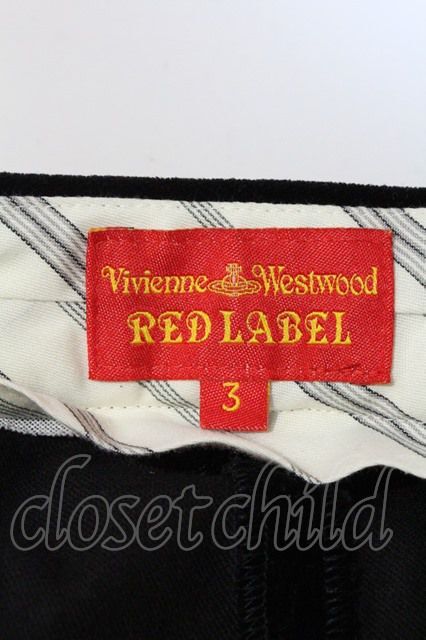 Vivienne Westwood
RED LABEL
3
closetchild